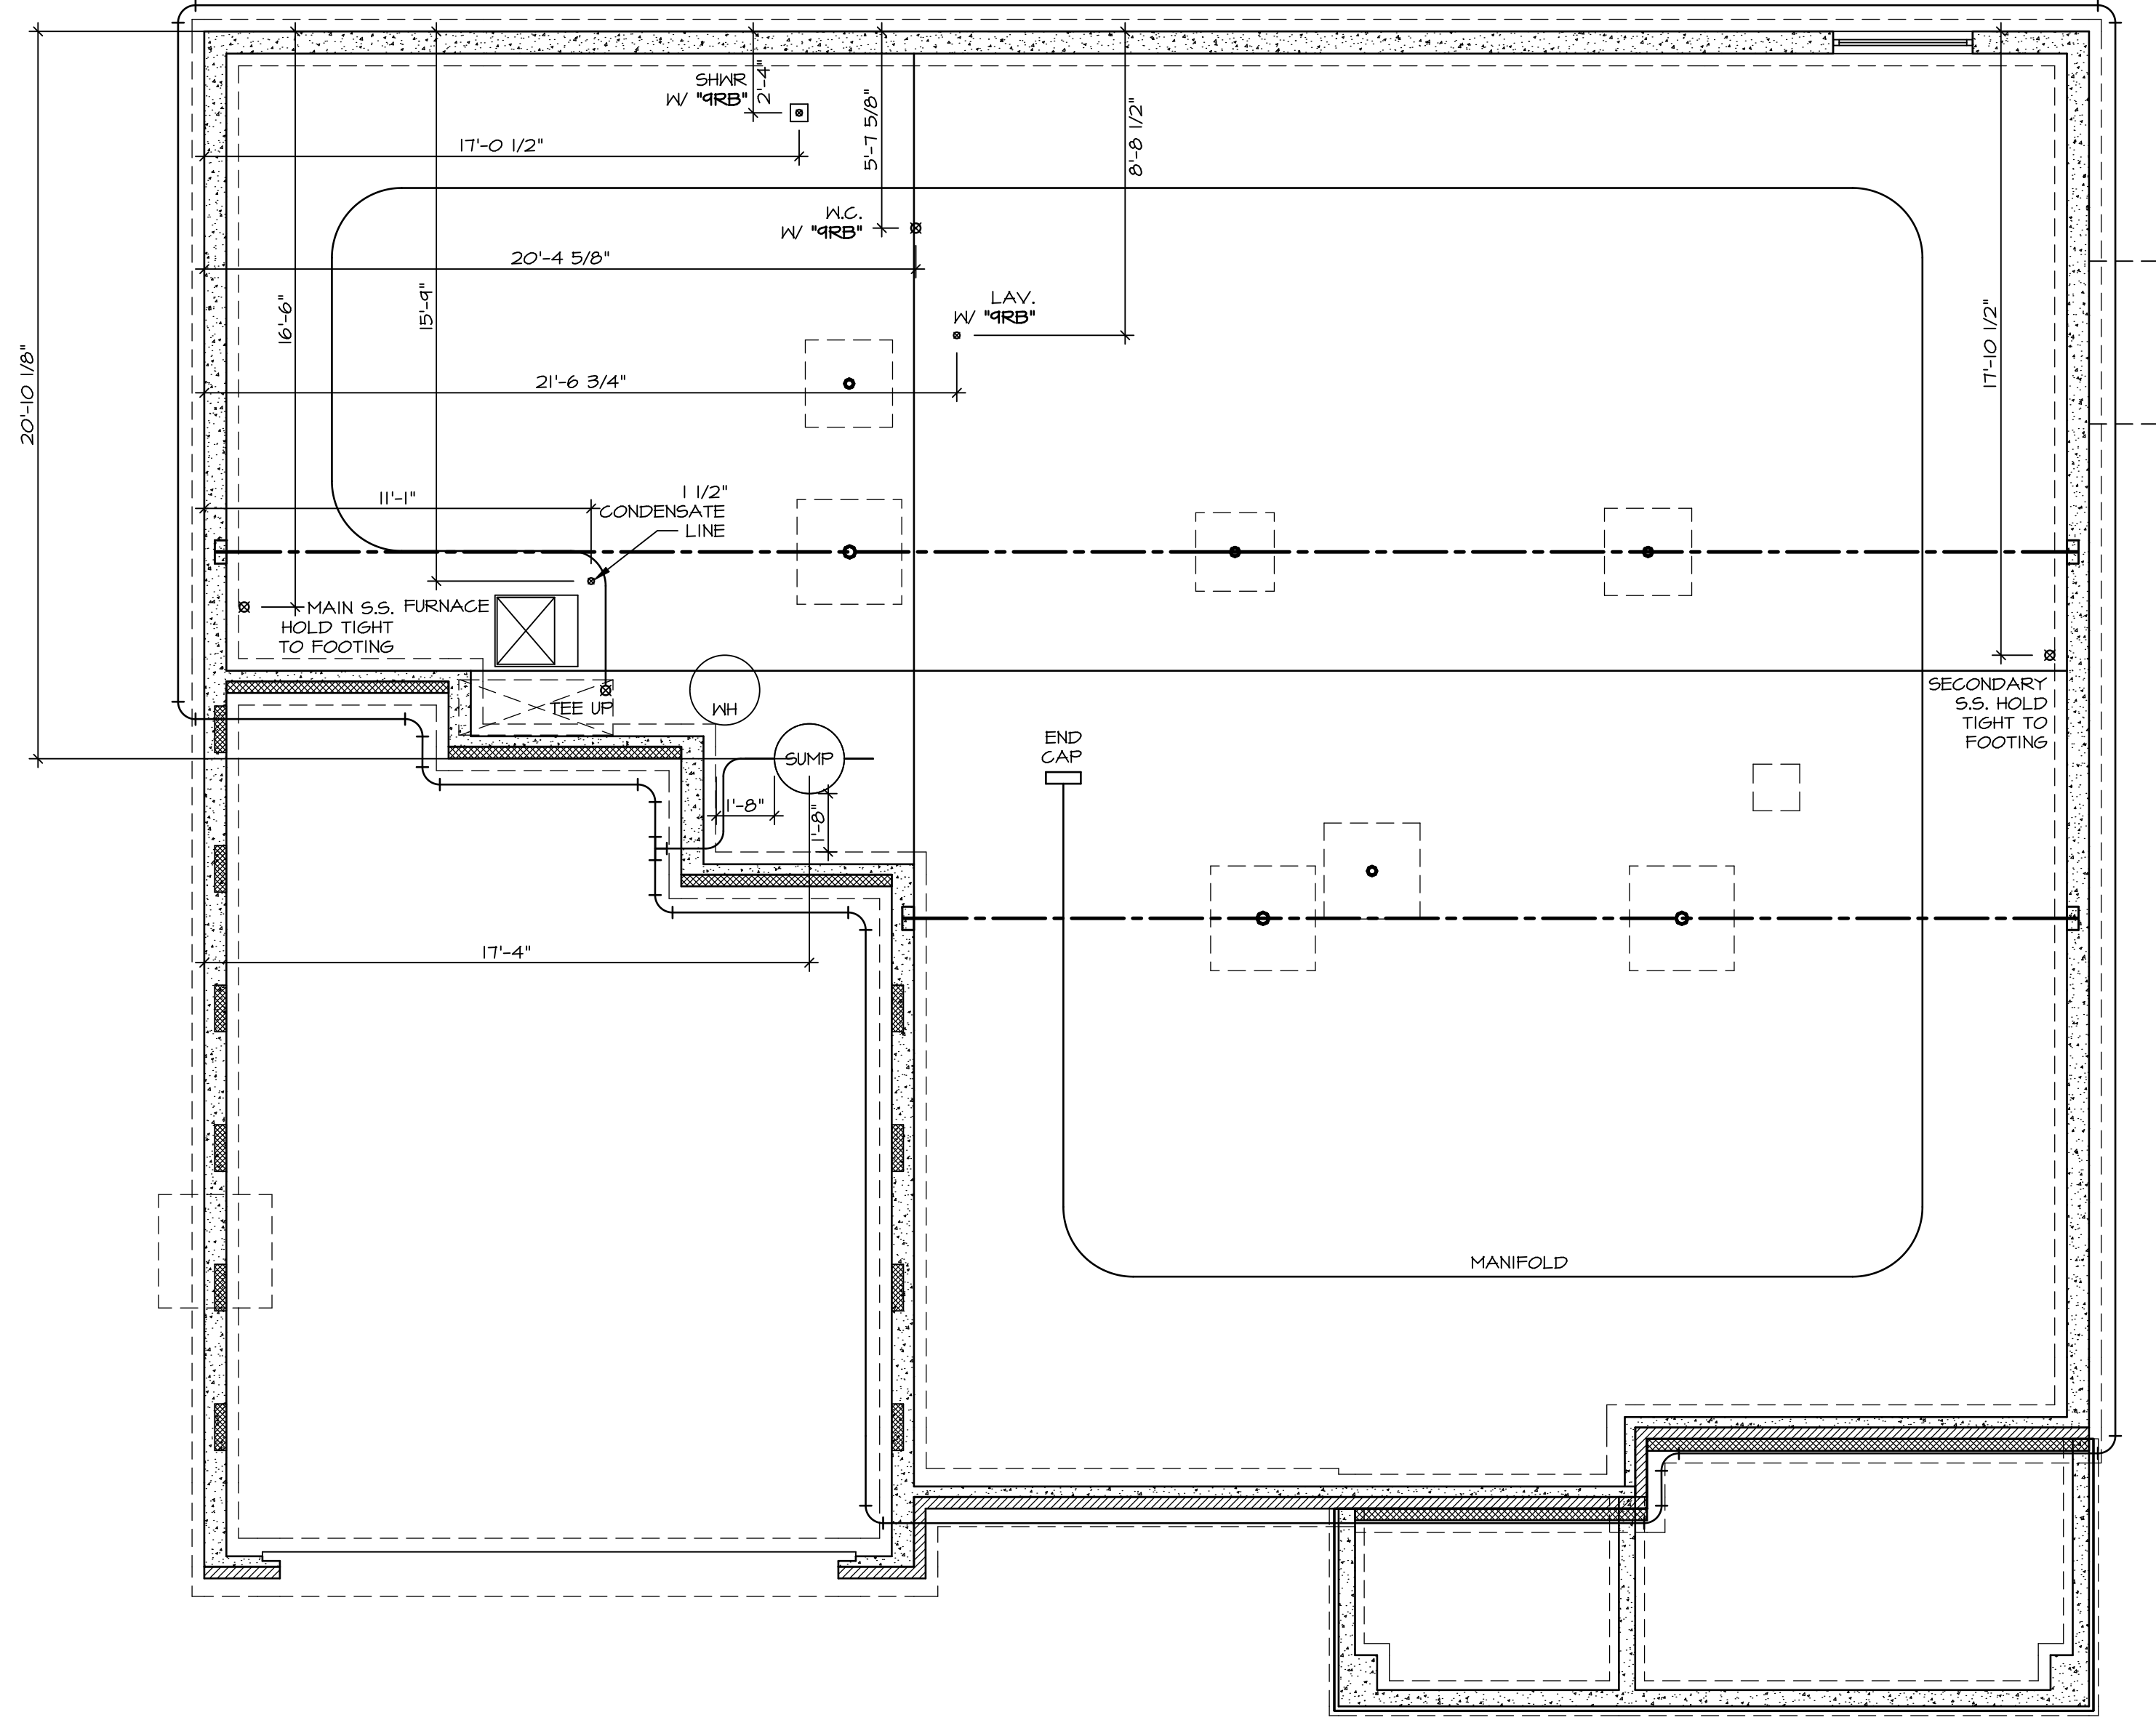 SHWR
W/ "9RB"
2'-4"
17'-0 1/2"
5'-7 5/8"
8'-8 1/2"
W.C.
W/ "9RB"
20'-4 5/8"
LAV.
W/ "9RB"
16'-6"
15'-9"
17'-10 1/2"
20'-10 1/8"
21'-6 3/4"
11'-1"
1 1/2"
CONDENSATE
LINE
MAIN S.S.
HOLD TIGHT
TO FOOTING
FURNACE
TEE UP
WH
SECONDARY
S.S. HOLD
TIGHT TO
FOOTING
END
CAP
SUMP
1'-8"
1'-8"
17'-4"
MANIFOLD